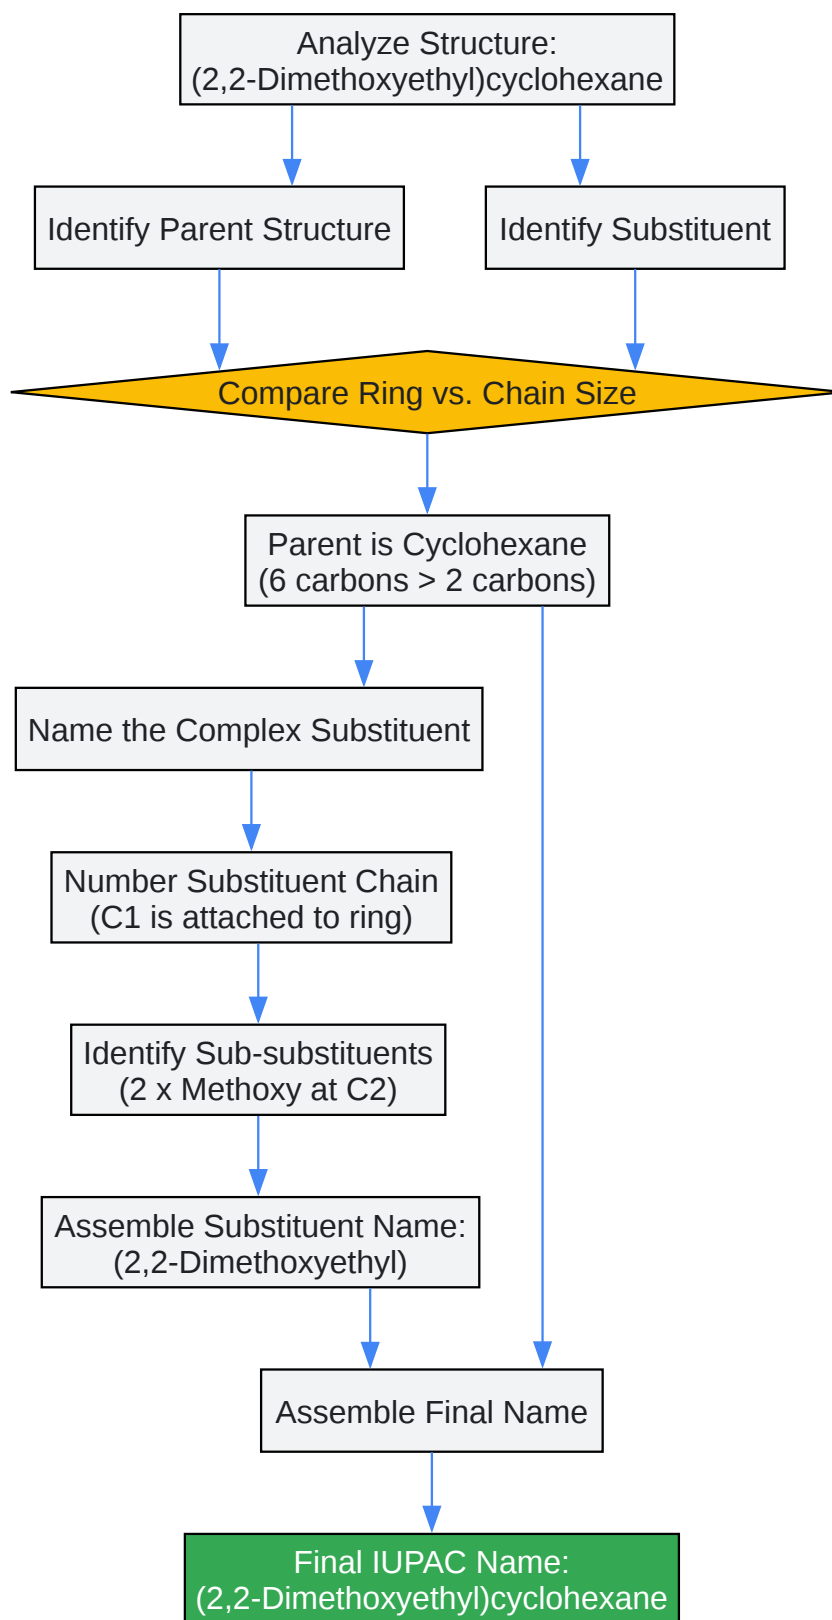 Analyze Structure:
(2,2-Dimethoxyethyl)cyclohexane
Identify Parent Structure
Identify Substituent
Compare Ring vs. Chain Size
Parent is Cyclohexane
(6 carbons > 2 carbons)
Name the Complex Substituent
Number Substituent Chain
(C1 is attached to ring)
Identify Sub-substituents
(2 x Methoxy at C2)
Assemble Substituent Name:
(2,2-Dimethoxyethyl)
Assemble Final Name
Final IUPAC Name:
(2,2-Dimethoxyethyl)cyclohexane